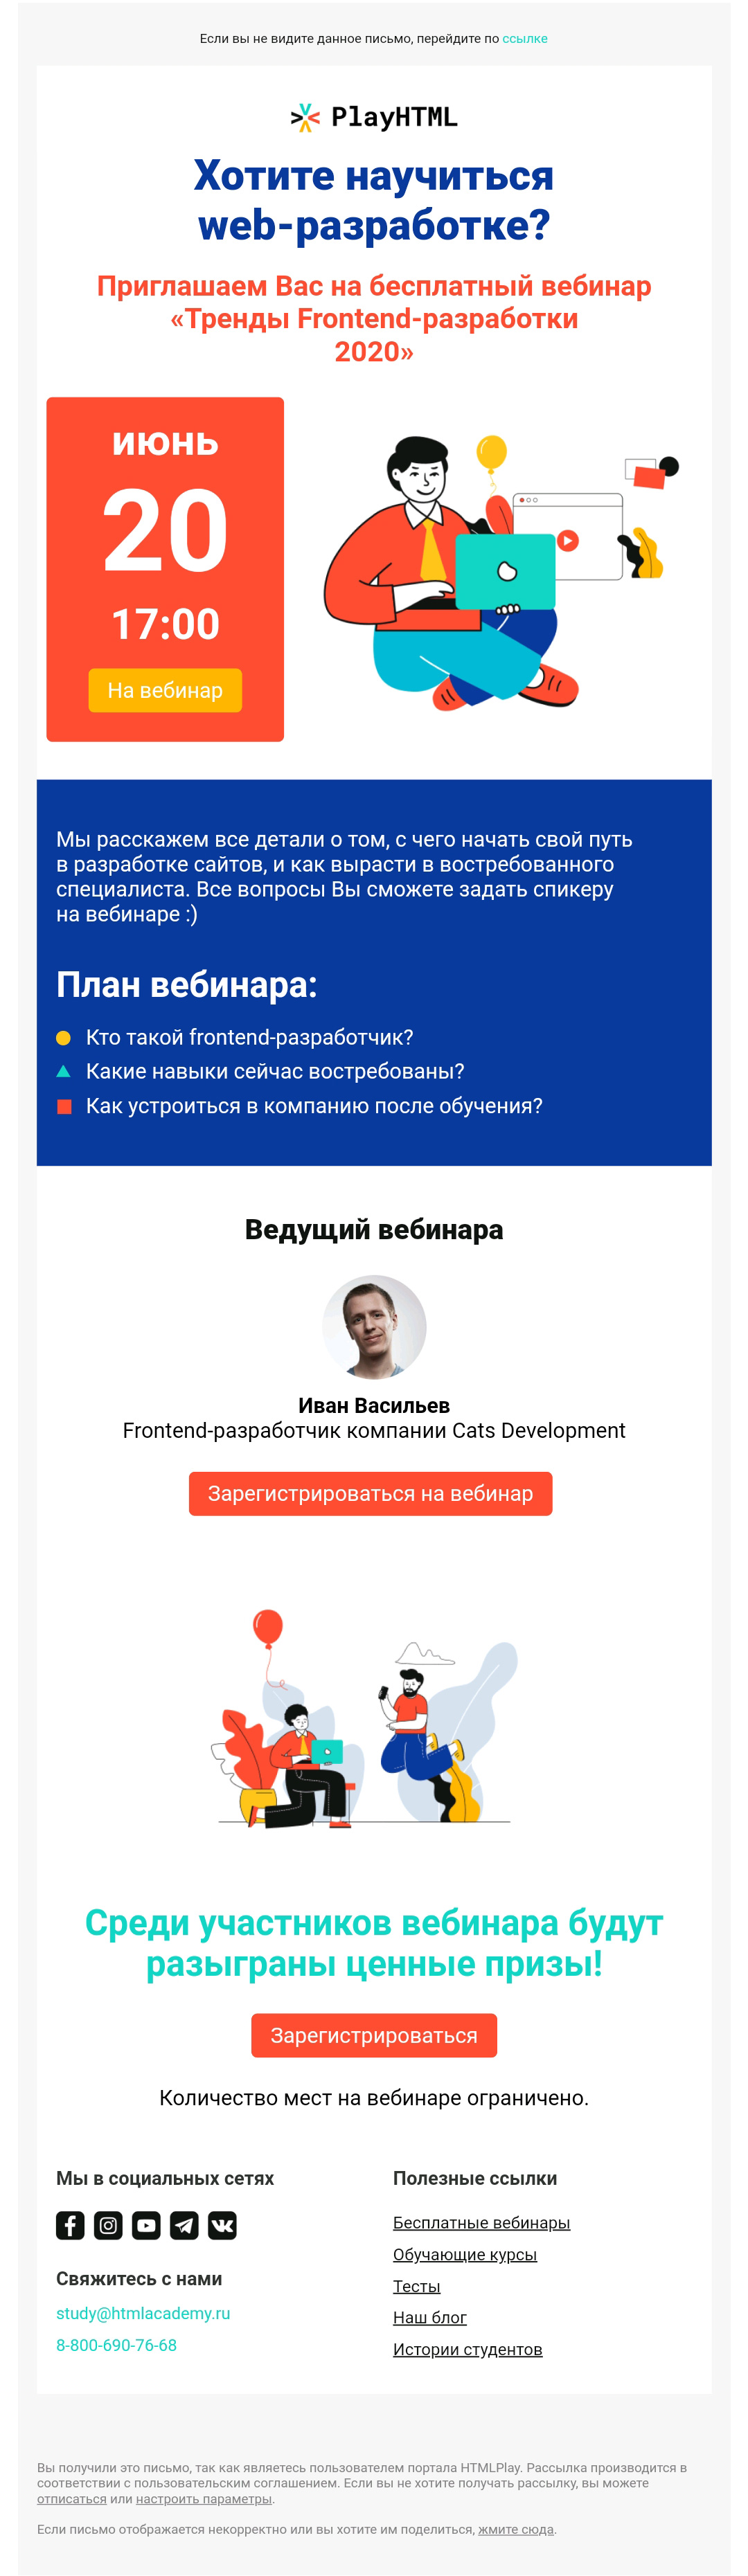 Если вы не видите данное письмо, перейдите по ссылке
PlayHTML
Хотите научиться
web-разработке?
Приглашаем Вас на бесплатный вебинар
«Тренды Frontend-разработки
2020»
июнь
20
17:00
На вебинар
Мы расскажем все детали о том, с чего начать свой путь
в разработке сайтов, и как вырасти в востребованного
специалиста. Все вопросы Вы сможете задать спикеру
на вебинаре :)
План вебинара:
Кто такой frontend-разработчик?
Какие навыки сейчас востребованы?
Как устроиться в компанию после обучения?
Ведущий вебинара
Иван Васильев
Frontend-разработчик компании Cats Development
Зарегистрироваться на вебинар
Среди участников вебинара будут
разыграны ценные призы!
Зарегистрироваться
Количество мест на вебинаре ограничено.
Мы в социальных сетях
Свяжитесь с нами
study@htmlacademy.ru
8-800-690-76-68
Полезные ссылки
Бесплатные вебинары
Обучающие курсы
Тесты
Наш блог
Истории студентов
Вы получили это письмо, так как являетесь пользователем портала HTMLPlay. Рассылка производится в
соответствии с пользовательским соглашением. Если вы не хотите получать рассылку, вы можете
отписаться или настроить параметры.
Если письмо отображается некорректно или вы хотите им поделиться, жмите сюда.